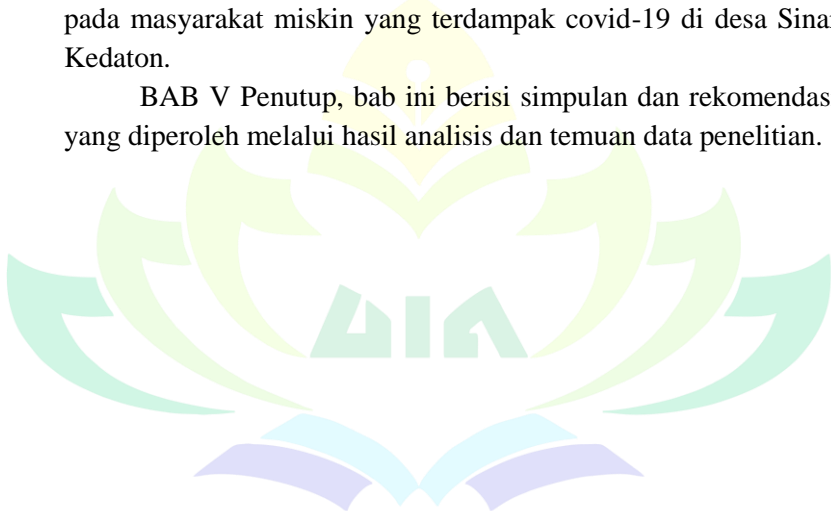 pada masyarakat miskin yang terdampak covid-19 di desa Sinar
Kedaton.
BAB V Penutup, bab ini berisi simpulan dan rekomendas
yang diperoleh melalui hasil analisis dan temuan data penelitian.
UIN